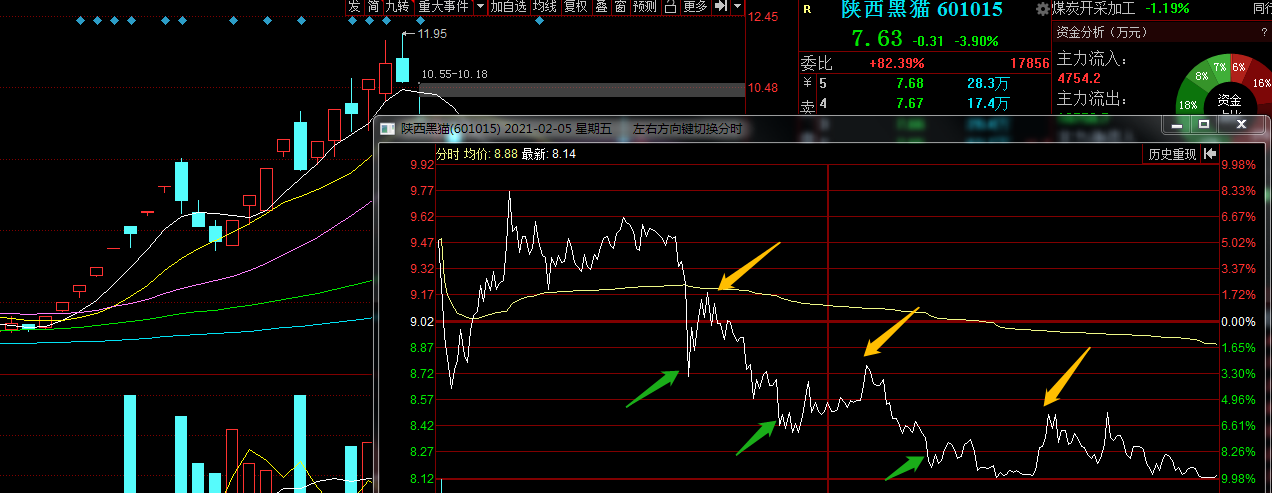 发 简 九转 重大事件 加自选 均线 复权 叠 窗 预测 更多
12.45
11.95
10.55-10.18
10.48
R 陕西黑猫 601015
煤炭开采加工 -1.19% 同行
7.63 -0.31 -3.90%
资金分析（万元） ?
委比 +82.39% 17856
主力流入：
4754.2
¥ 5 7.68 28.3万
主力流出：
卖 4 7.67 17.4万
8% 7% 6% 16% 18%
资金
陕西黑猫(601015) 2021-02-05 星期五 左右方向键切换分时
分时 均价: 8.88 最新: 8.14
历史重现
9.92 9.98%
9.77 8.33%
9.62 6.67%
9.47 5.02%
9.32 3.37%
9.17 1.72%
9.02 0.00%
8.87 1.65%
8.72 3.30%
8.57 4.96%
8.42 6.61%
8.27 8.26%
8.12 9.98%